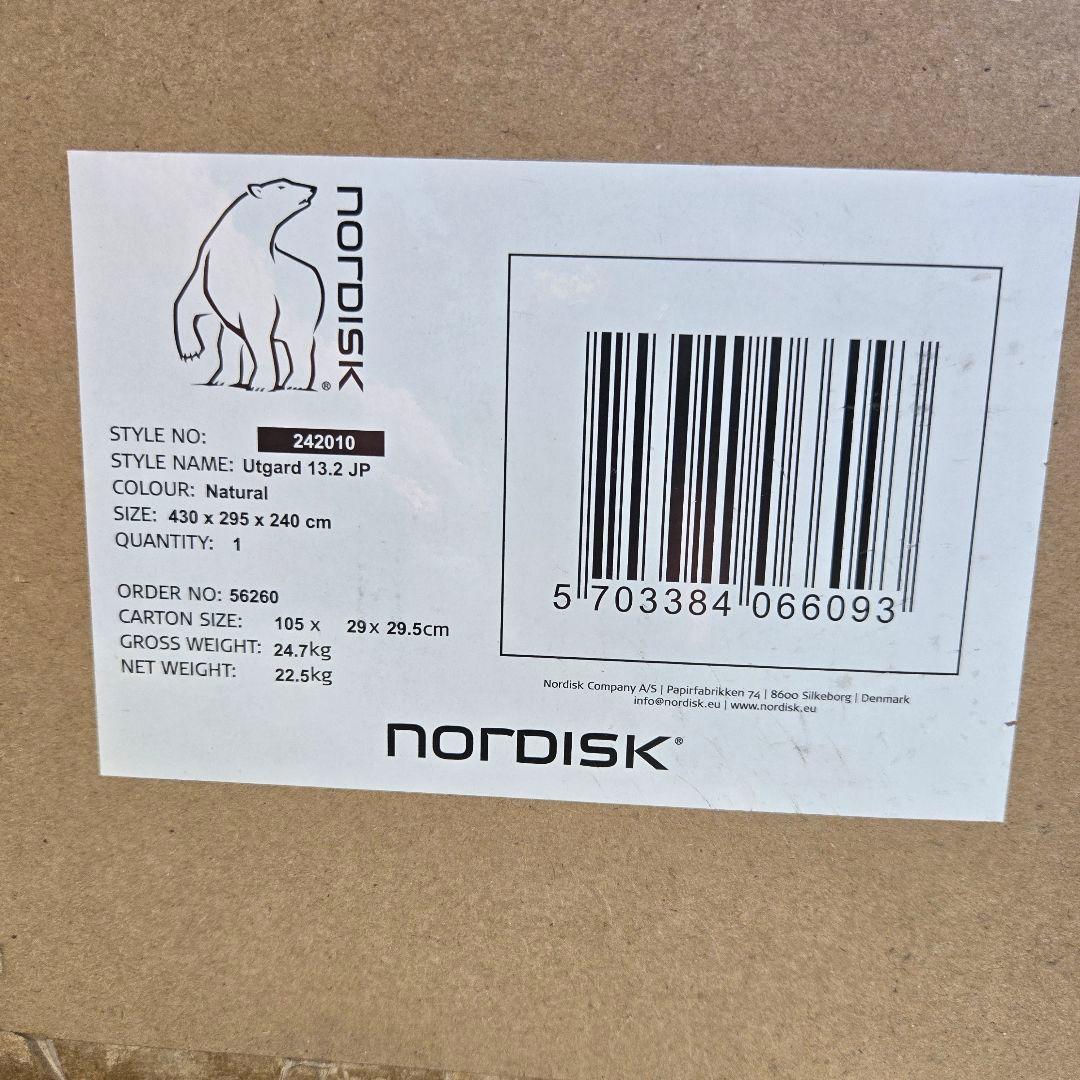 NORDISK®
STYLE NO: 242010
STYLE NAME: Utgard 13.2 JP
COLOUR: Natural
SIZE: 430 x 295 x 240 cm
QUANTITY: 1
ORDER NO: 56260
CARTON SIZE: 105 x 29x 29.5cm
GROSS WEIGHT: 24.7kg
NET WEIGHT: 22.5kg
5 703384 066093
Nordisk Company A/S | Papirfabrikken 74 | 8600 Silkeborg | Denmark
info@nordisk.eu | www.nordisk.eu
NORDISK®